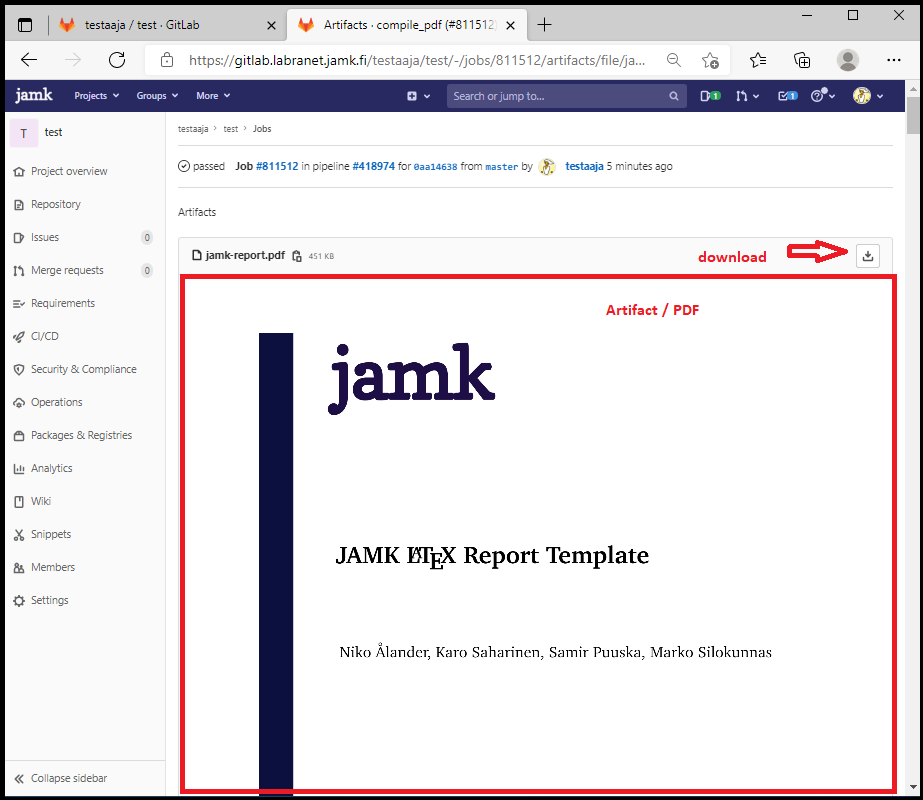 testaaja / test · GitLab
Artifacts · compile_pdf (#811512)
https://gitlab.labranet.jamk.fi/testaaja/test/-/jobs/811512/artifacts/file/ja...
jamk Projects Groups More Search or jump to... 1 1
T test
testaaja > test > Jobs
passed Job #811512 in pipeline #418974 for 0aa14638 from master by testaaja 5 minutes ago
Project overview
Repository
Issues 0
Merge requests 0
Requirements
CI/CD
Security & Compliance
Operations
Packages & Registries
Analytics
Wiki
Snippets
Members
Settings
Collapse sidebar
Artifacts
jamk-report.pdf 451 KB
download
Artifact / PDF
jamk
JAMK LATEX Report Template
Niko Ålander, Karo Saharinen, Samir Puuska, Marko Silokunnas